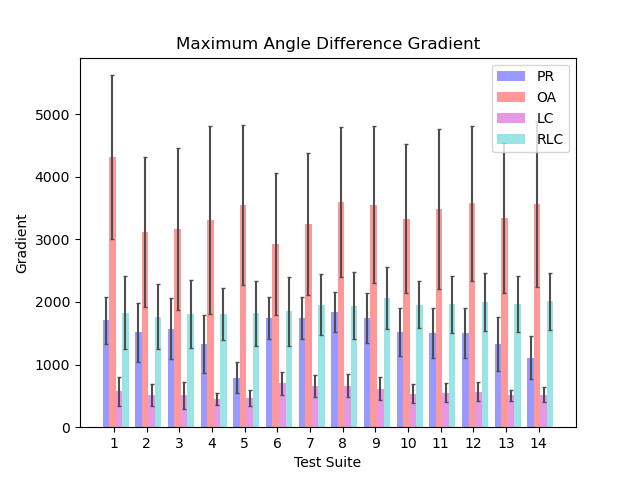 Maximum Angle Difference Gradient
PR
OA
LC
RLC
5000
4000
3000
2000
1000
0
Gradient
1 2 3 4 5 6 7 8 9 10 11 12 13 14
Test Suite